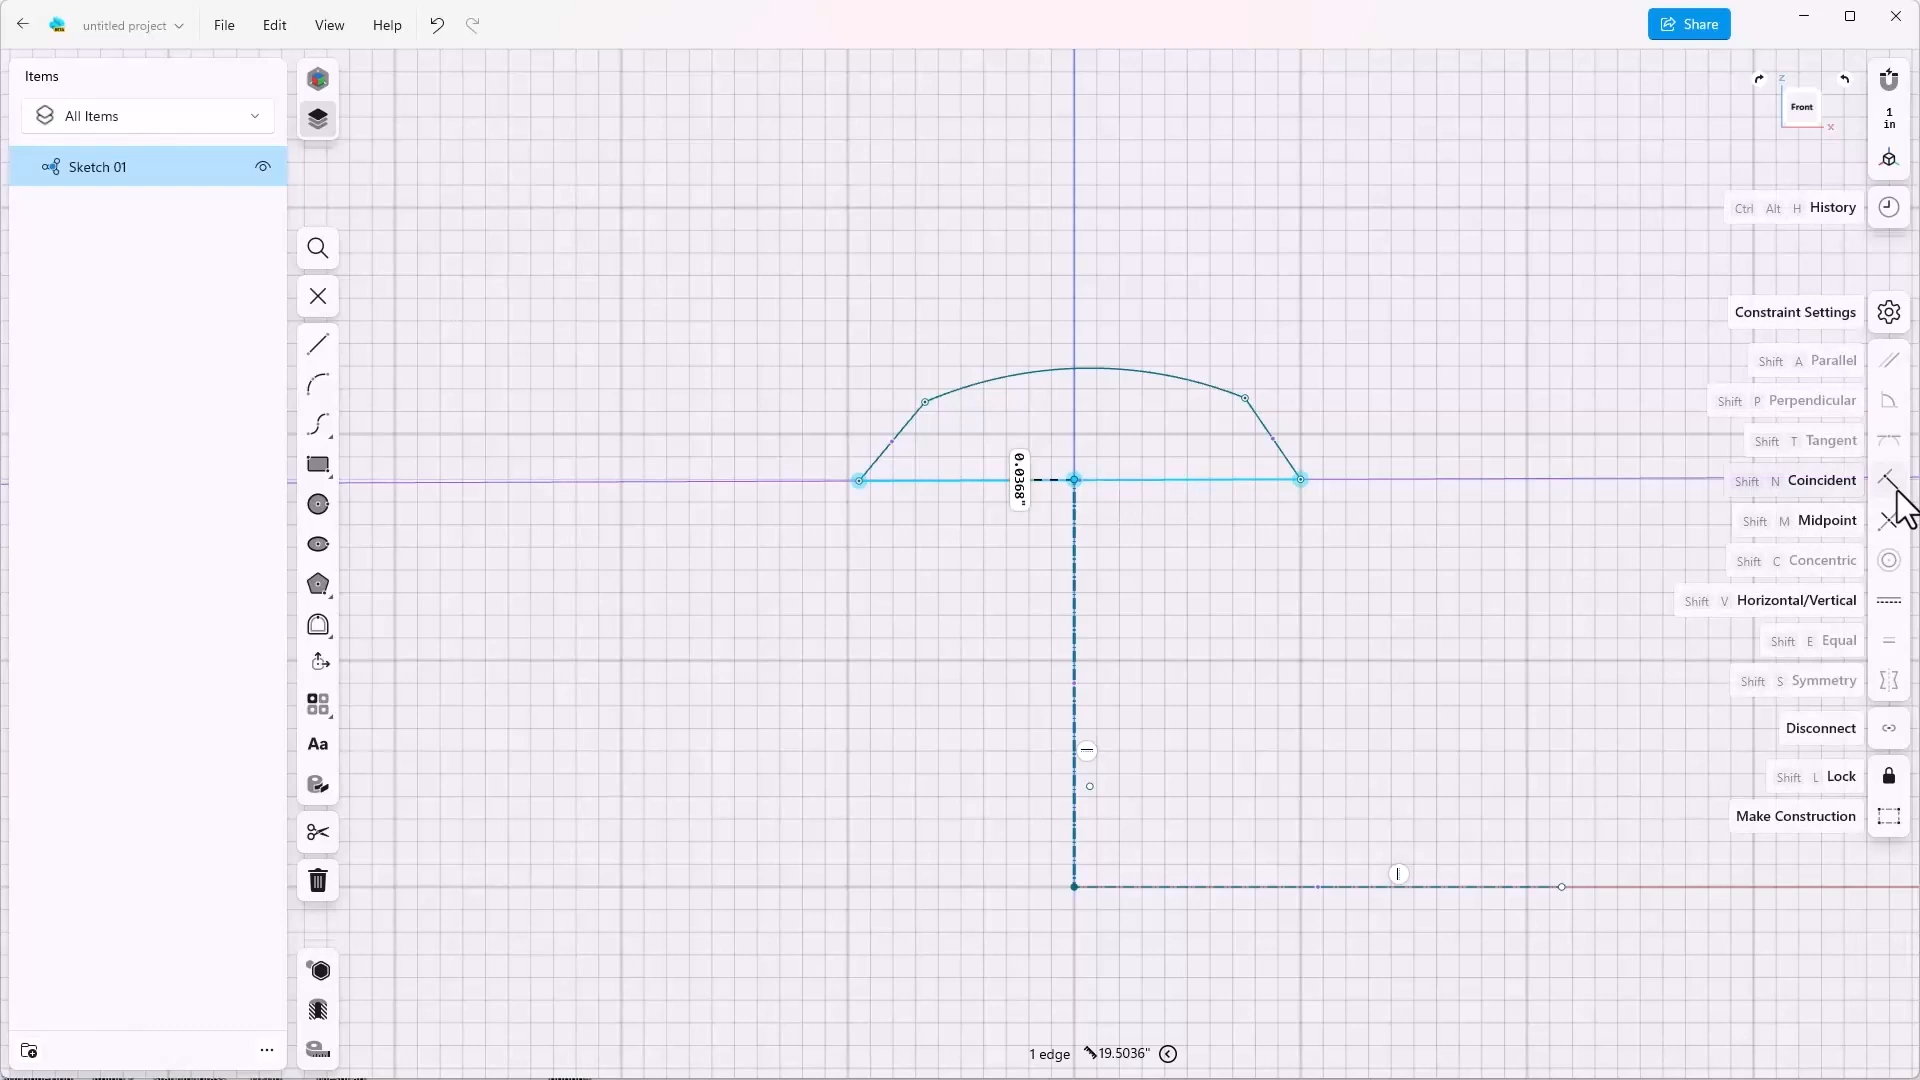 untitled project
File
Edit
View
Help
Share
Items
All Items
Sketch 01
Z
Front
X
1
in
Ctrl Alt H History
Constraint Settings
Shift A Parallel
Shift P Perpendicular
Shift T Tangent
Shift N Coincident
Shift M Midpoint
Shift C Concentric
Shift V Horizontal/Vertical
Shift E Equal
Shift S Symmetry
Disconnect
Shift L Lock
Make Construction
0.0368"
Aa
1 edge
19.5036"